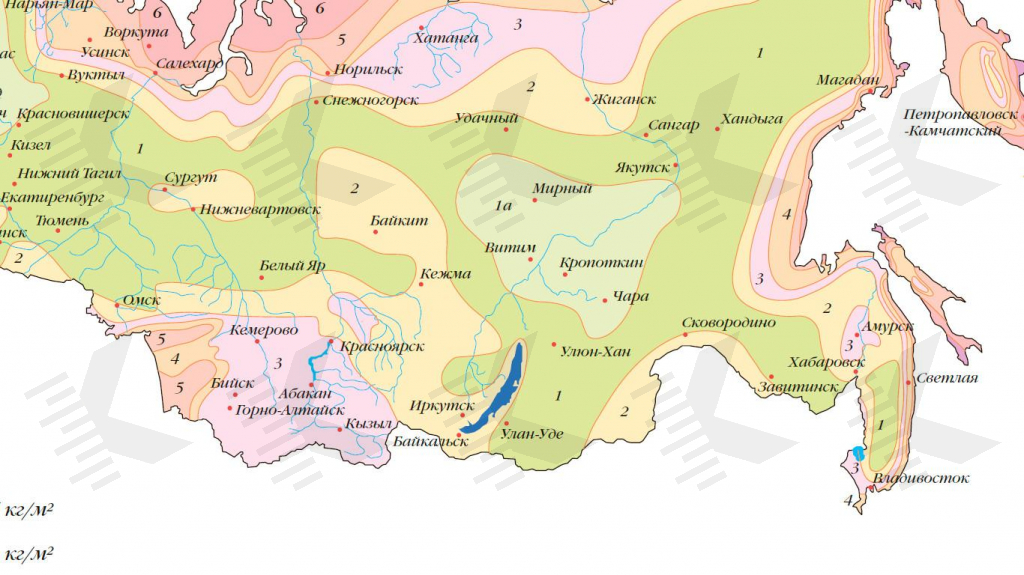 Нарьян-Мар
6
6
Воркута
5
3
Хатанга
1
Усинск
Салехард
ас
Вуктыл
Норильск
Магадан
2
Снежногорск
Жиганск
Красновишерск
Удачный
Сангар
Хандыга
Петропавловск
-Камчатский
Кизел
1
Якутск
Нижний Тагил
Сургут
2
Мирный
Екатиренбург
Нижневартовск
1а
4
Тюмень
Байкит
нск
Витим
2
Белый Яр
Кежма
Кропоткин
3
Чара
Омск
2
Кемерово
Сковородино
Амурск
5
Красноярск
3
4
3
Улюн-Хан
Хабаровск
5
Бийск
Абакан
Завитинск
Светлая
Горно-Алтайск
Иркутск
1
2
Кызыл
1
Байкальск
Улан-Уде
3
Владивосток
4
кг/м²
кг/м²